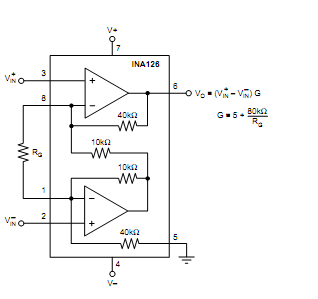 V+
7
INA126
V+IN
3
6
VO = (V+IN – V–IN) G
8
40kΩ
G = 5 + 80kΩ
RG
10kΩ
RG
10kΩ
1
V–IN
2
40kΩ
5
4
V–